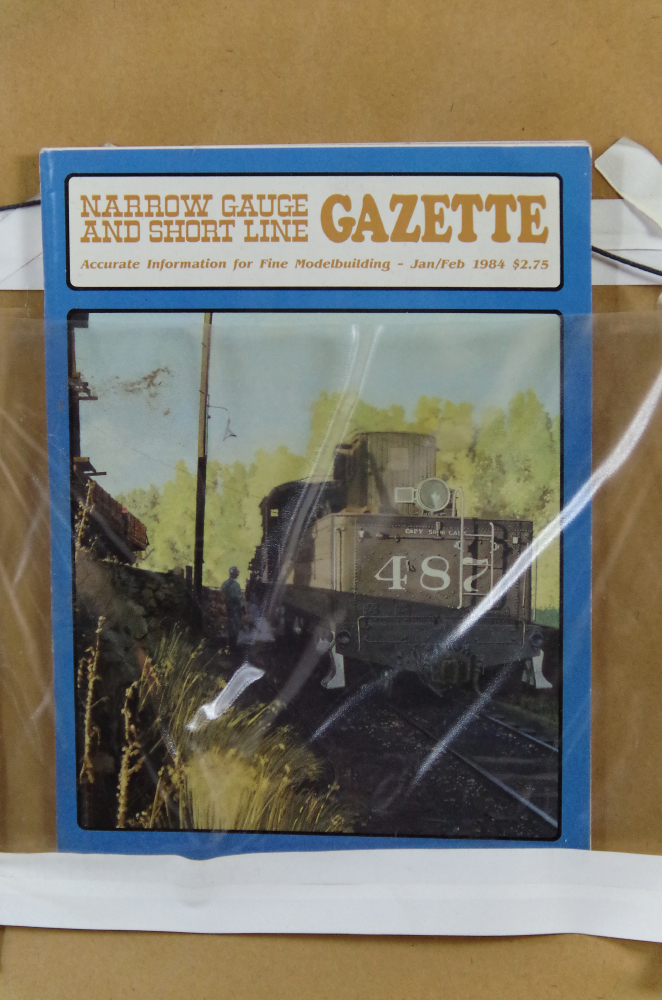 NARROW GAUGE
AND SHORT LINE
GAZETTE
Accurate Information for Fine Modelbuilding - Jan/Feb 1984 $2.75
487